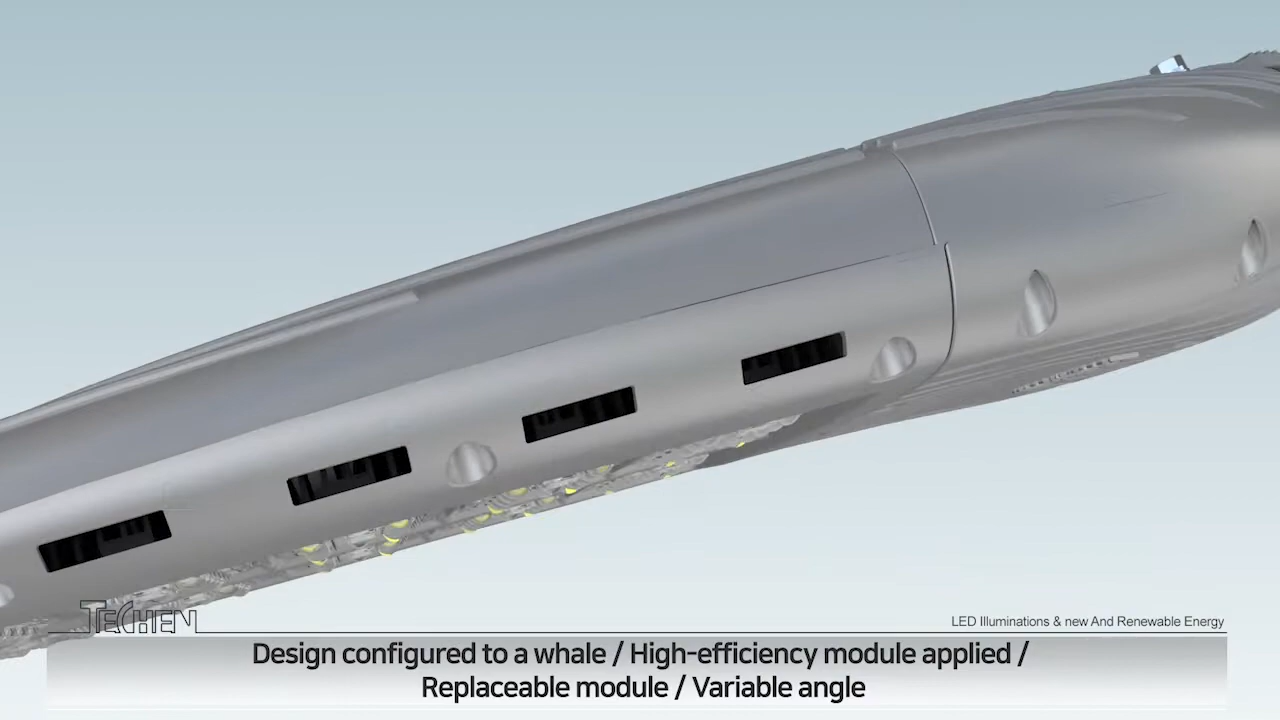 TECHEN
LED Illuminations & new And Renewable Energy
Design configured to a whale / High-efficiency module applied /
Replaceable module / Variable angle